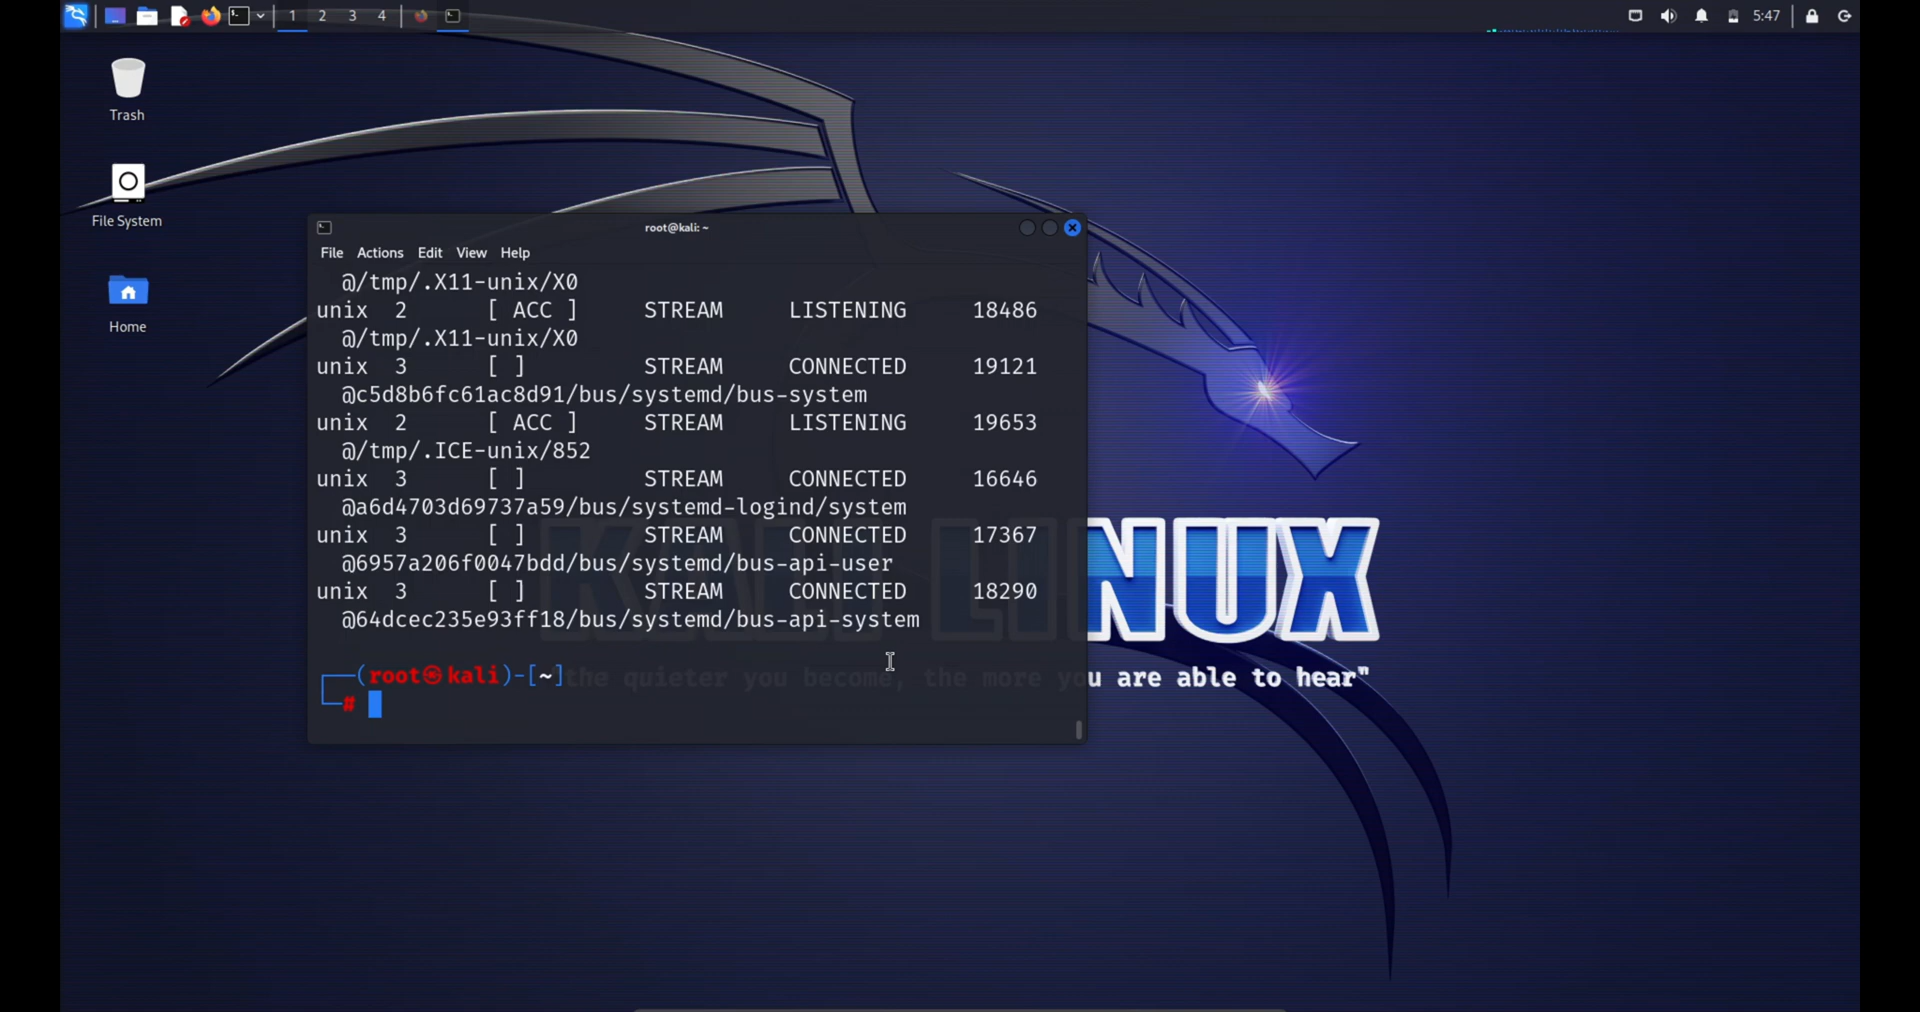 1 2 3 4 5:47
Trash
File System
Home
root@kali: ~
File Actions Edit View Help
@/tmp/.X11-unix/X0
unix 2 [ ACC ] STREAM LISTENING 18486
@/tmp/.X11-unix/X0
unix 3 [ ] STREAM CONNECTED 19121
@c5d8b6fc61ac8d91/bus/systemd/bus-system
unix 2 [ ACC ] STREAM LISTENING 19653
@/tmp/.ICE-unix/852
unix 3 [ ] STREAM CONNECTED 16646
@a6d4703d69737a59/bus/systemd-logind/system
unix 3 [ ] STREAM CONNECTED 17367
@6957a206f0047bdd/bus/systemd/bus-api-user
unix 3 [ ] STREAM CONNECTED 18290
@64dcec235e93ff18/bus/systemd/bus-api-system
┌──(root㉿kali)-[~]
└─#
KALI LINUX
the quieter you become, the more you are able to hear"